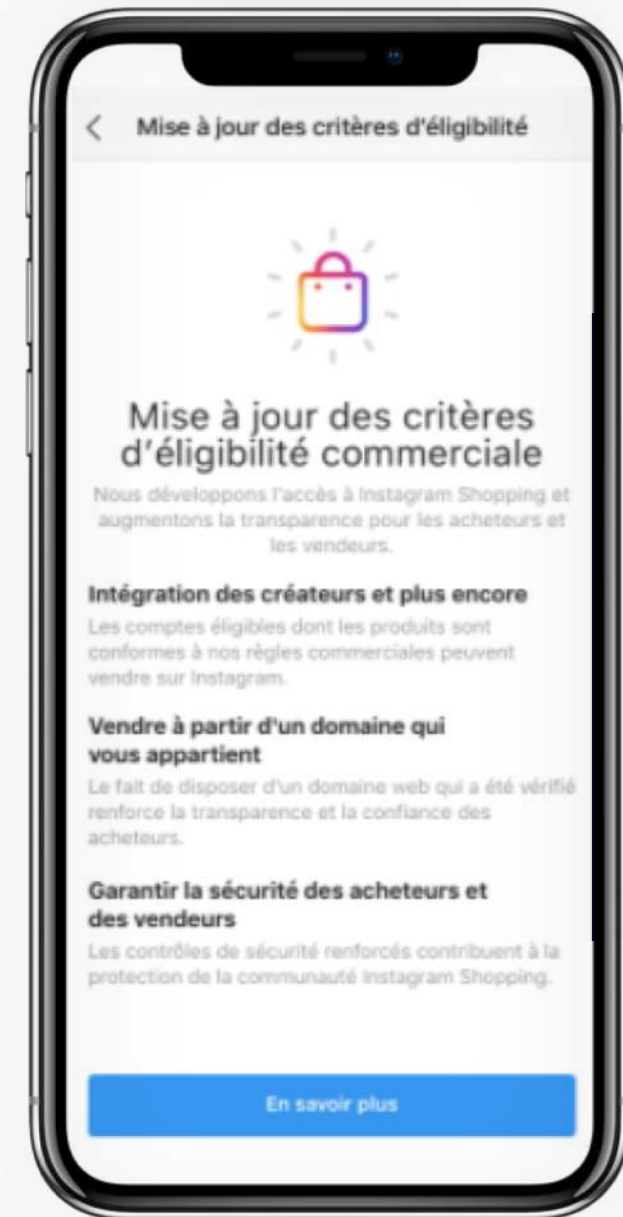 Mise à jour des critères d'éligibilité
Mise à jour des critères
d'éligibilité commerciale
Nous développons l'accès à Instagram Shopping et
augmentons la transparence pour les acheteurs et
les vendeurs.
Intégration des créateurs et plus encore
Les comptes éligibles dont les produits sont
conformes à nos règles commerciales peuvent
vendre sur Instagram.
Vendre à partir d'un domaine qui
vous appartient
Le fait de disposer d'un domaine web qui a été vérifié
renforce la transparence et la confiance des
acheteurs.
Garantir la sécurité des acheteurs et
des vendeurs
Les contrôles de sécurité renforcés contribuent à la
protection de la communauté Instagram Shopping.
En savoir plus